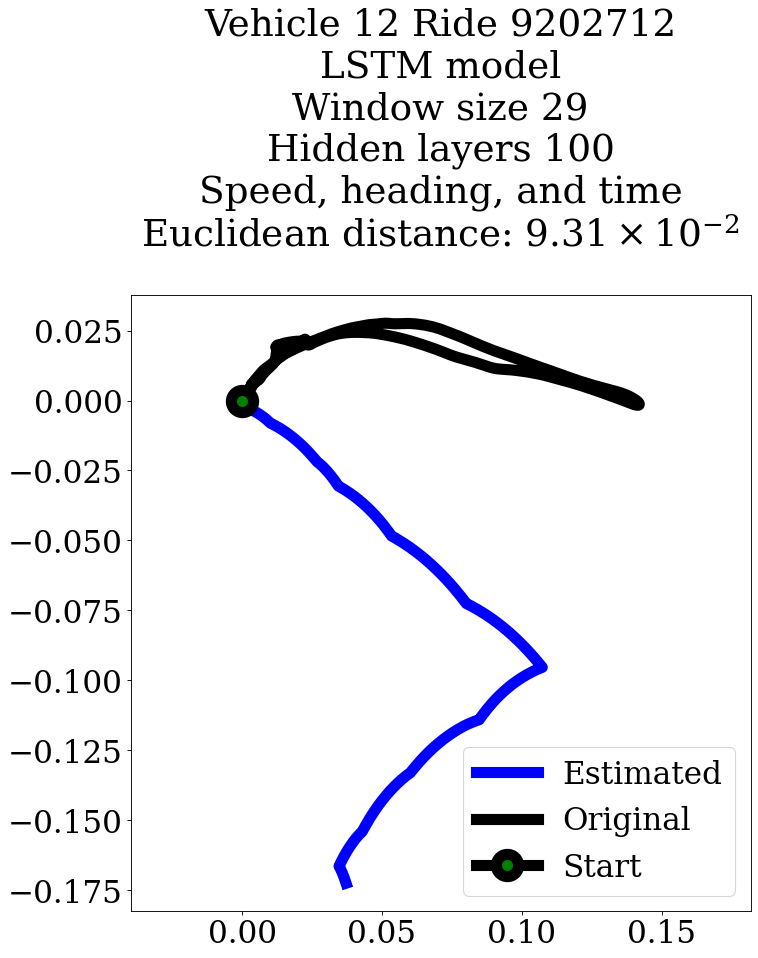 Vehicle 12 Ride 9202712
LSTM model
Window size 29
Hidden layers 100
Speed, heading, and time
Euclidean distance: 9.31 × 10⁻²
0.025
0.000
−0.025
−0.050
−0.075
−0.100
−0.125
−0.150
−0.175
Estimated
Original
Start
0.00 0.05 0.10 0.15